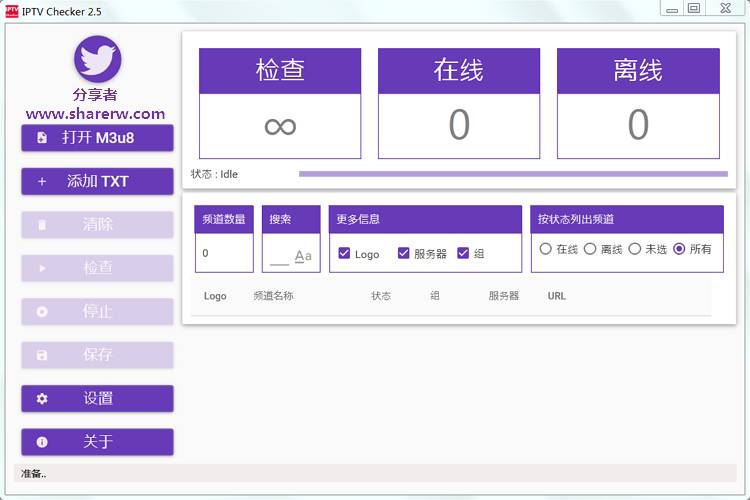 IPTV Checker 2.5
分享者
www.sharerw.com
打开 M3u8
添加 TXT
清除
检查
停止
保存
设置
关于
检查 在线 离线
∞ 0 0
状态 : Idle
频道数量 搜索 更多信息 按状态列出频道
0 Aa Logo 服务器 组 在线 离线 未选 所有
Logo 频道名称 状态 组 服务器 URL
准备..